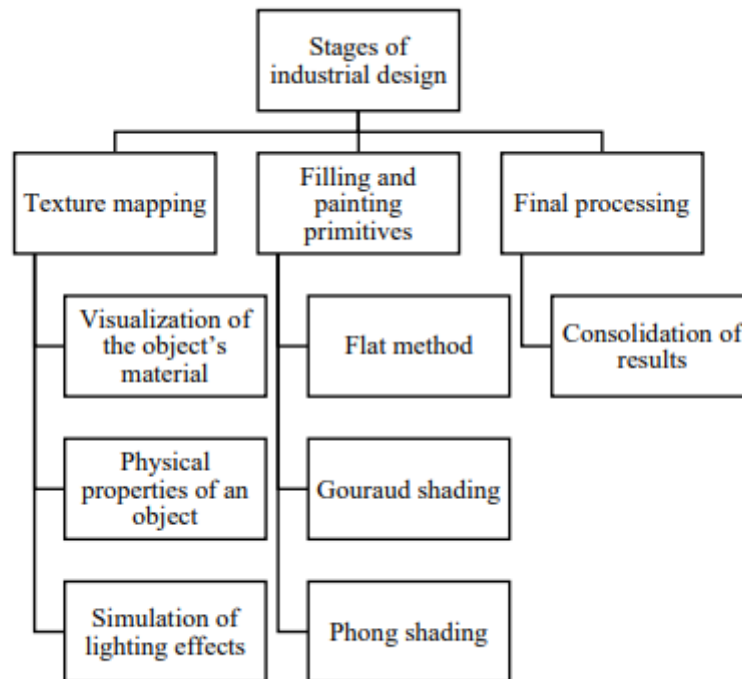 Stages of
industrial design
Texture mapping
Filling and
painting
primitives
Final processing
Visualization of
the object’s
material
Flat method
Consolidation of
results
Physical
properties of an
object
Gouraud shading
Simulation of
lighting effects
Phong shading